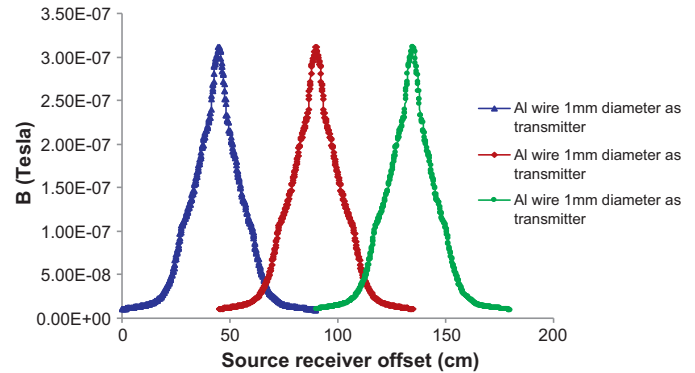 3.50E-07
3.00E-07
2.50E-07
2.00E-07
1.50E-07
1.00E-07
5.00E-08
0.00E+00
B (Tesla)
0
50
100
150
200
Source receiver offset (cm)
Al wire 1mm diameter as
transmitter
Al wire 1mm diameter as
transmitter
Al wire 1mm diameter as
transmitter